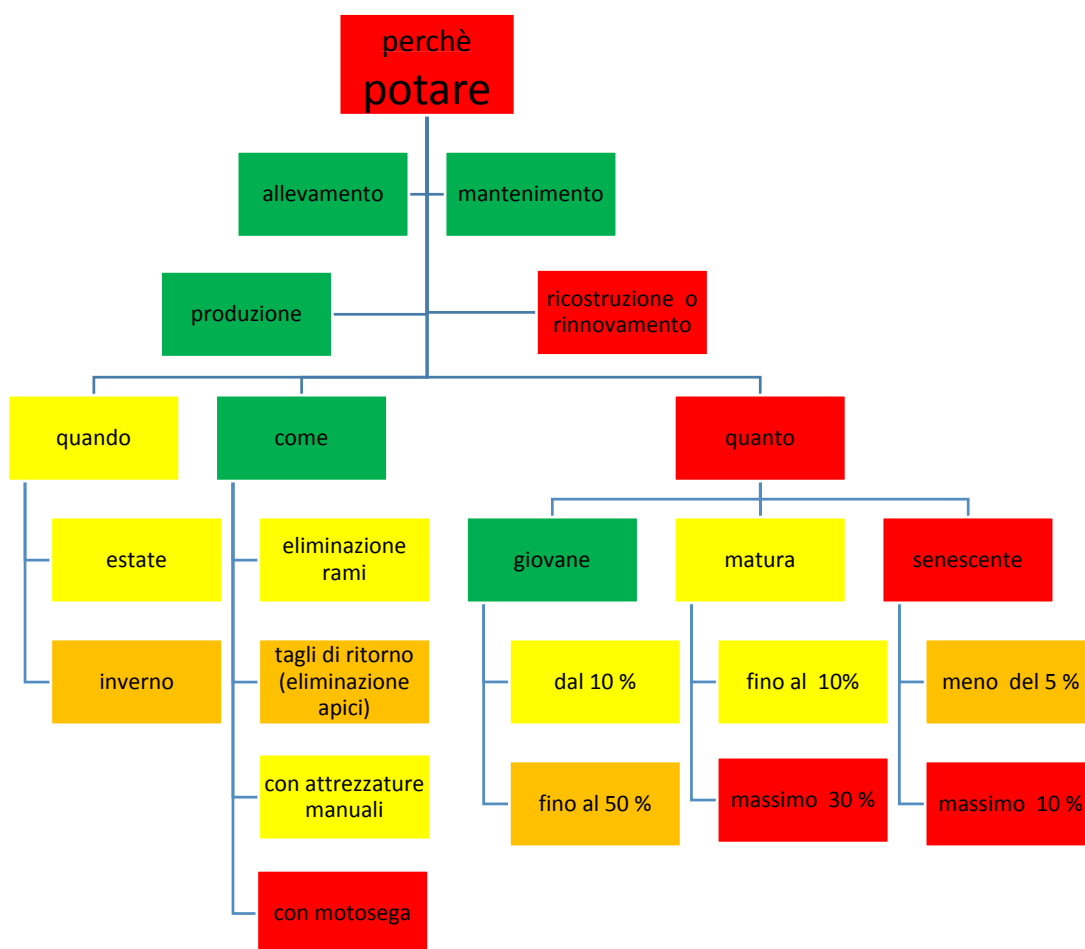 perchè
potare
allevamento
mantenimento
produzione
ricostruzione o
rinnovamento
quando
come
quanto
estate
eliminazione
rami
giovane
matura
senescente
inverno
tagli di ritorno
(eliminazione
apici)
dal 10 %
fino al 10%
meno del 5 %
con attrezzature
manuali
fino al 50 %
massimo 30 %
massimo 10 %
con motosega